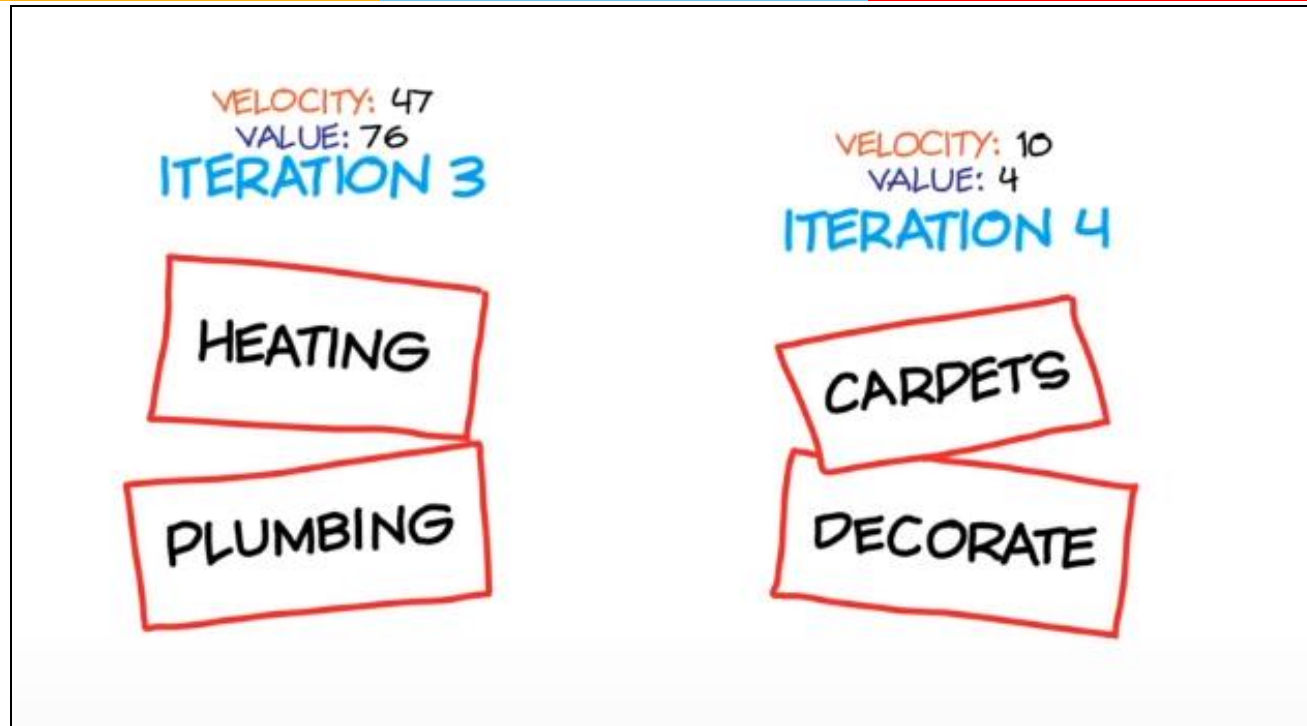 VELOCITY: 47
VALUE: 76
ITERATION 3
HEATING
PLUMBING
VELOCITY: 10
VALUE: 4
ITERATION 4
CARPETS
DECORATE